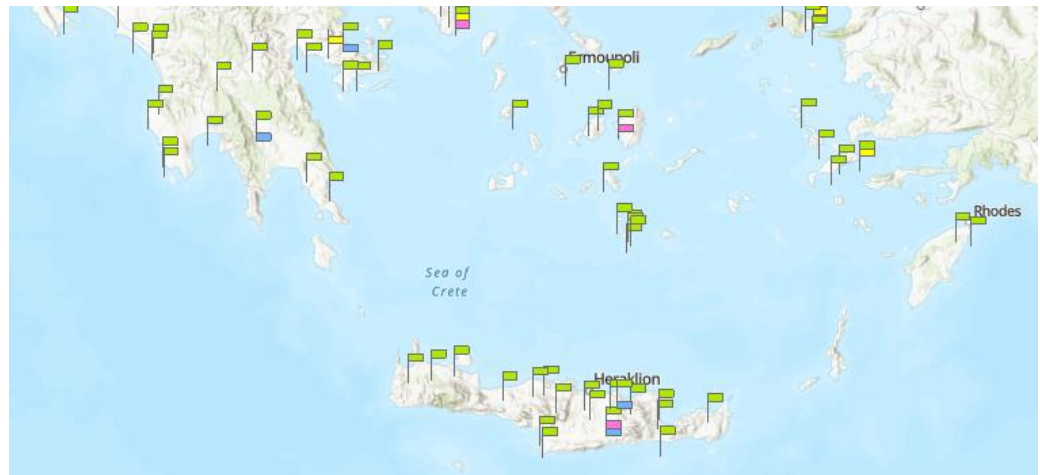 Ermoupoli
Rhodes
Sea of
Crete
Heraklion